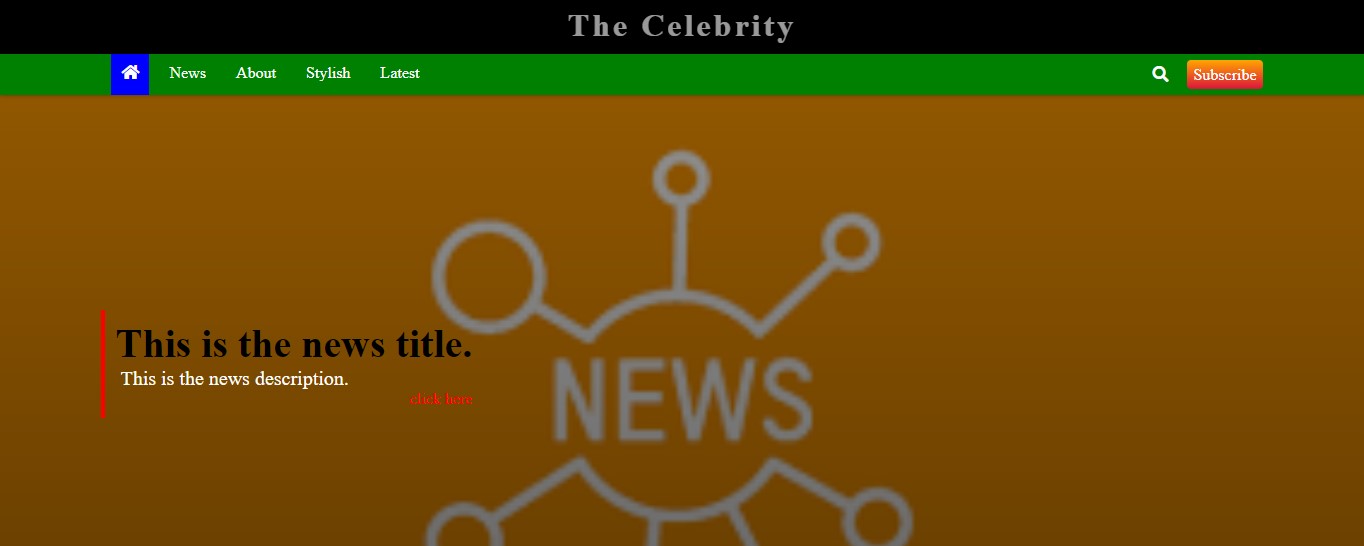 The Celebrity
News About Stylish Latest Subscribe
This is the news title.
This is the news description.
click here
NEWS